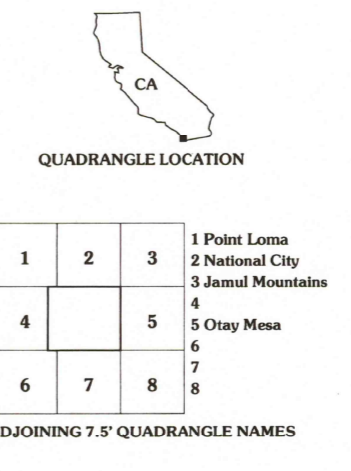 CA
QUADRANGLE LOCATION
1 2 3
4 5
6 7 8
1 Point Loma
2 National City
3 Jamul Mountains
4
5 Otay Mesa
6
7
8
DJOINING 7.5' QUADRANGLE NAMES